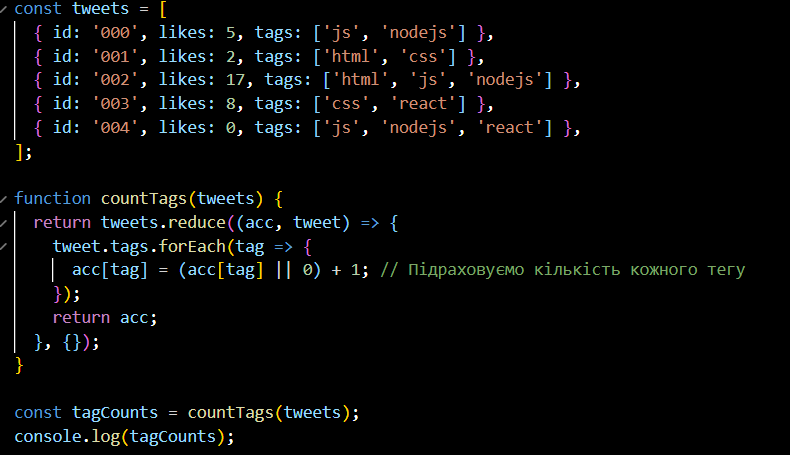 const tweets = [
  { id: '000', likes: 5, tags: ['js', 'nodejs'] },
  { id: '001', likes: 2, tags: ['html', 'css'] },
  { id: '002', likes: 17, tags: ['html', 'js', 'nodejs'] },
  { id: '003', likes: 8, tags: ['css', 'react'] },
  { id: '004', likes: 0, tags: ['js', 'nodejs', 'react'] },
];
function countTags(tweets) {
  return tweets.reduce((acc, tweet) => {
    tweet.tags.forEach(tag => {
      acc[tag] = (acc[tag] || 0) + 1; // Підраховуємо кількість кожного тегу
    });
    return acc;
  }, {});
}
const tagCounts = countTags(tweets);
console.log(tagCounts);